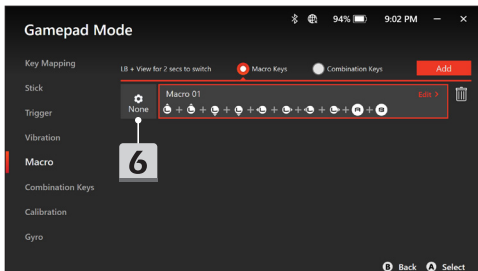 Gamepad Mode
94% 9:02 PM
Key Mapping
Stick
Trigger
Vibration
Macro
Combination Keys
Calibration
Gyro
LB + View for 2 secs to switch Macro Keys Combination Keys Add
None
Macro 01 Edit >
6
B Back A Select